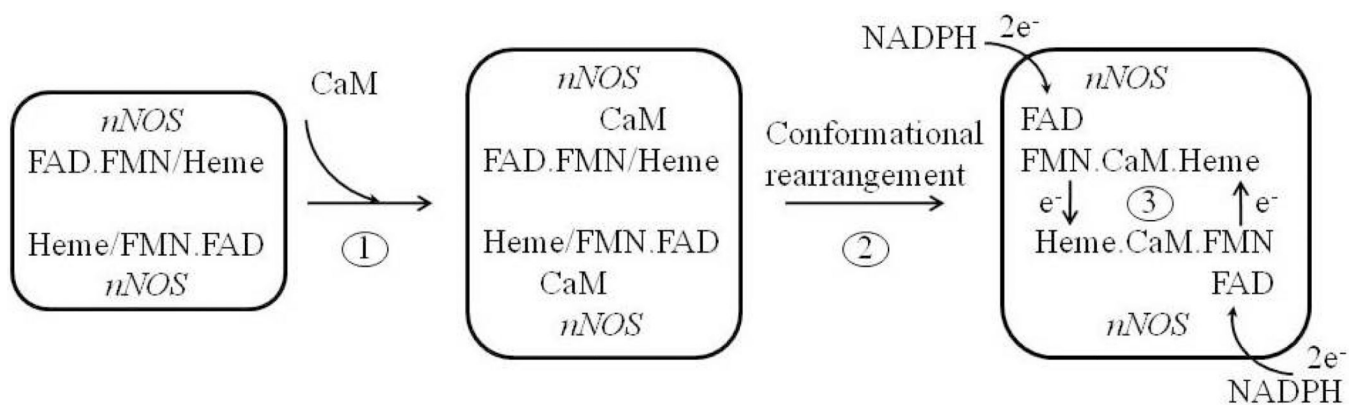 nNOS
FAD.FMN/Heme
Heme/FMN.FAD
nNOS
CaM
①
nNOS
CaM
FAD.FMN/Heme
Heme/FMN.FAD
CaM
nNOS
Conformational
rearrangement
②
NADPH 2e-
nNOS
FAD
FMN.CaM.Heme
e- ③ e-
Heme.CaM.FMN
FAD
nNOS
2e-
NADPH